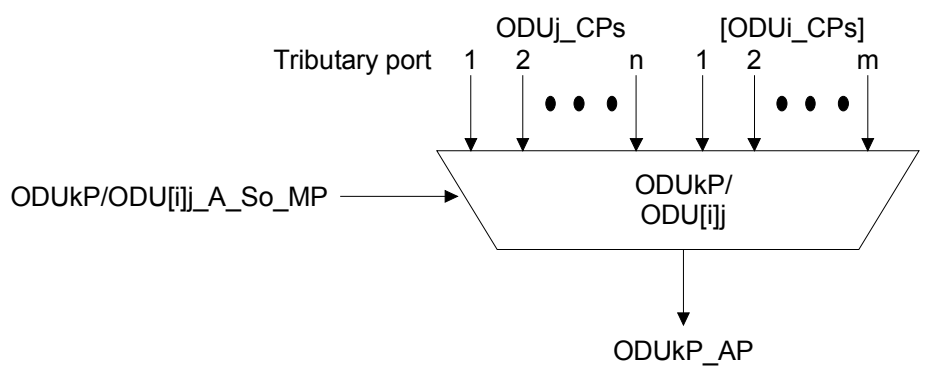 ODUj_CPs [ODUi_CPs]
Tributary port 1 2 n 1 2 m
ODUkP/ODU[i]j_A_So_MP
ODUkP/
ODU[i]j
ODUkP_AP